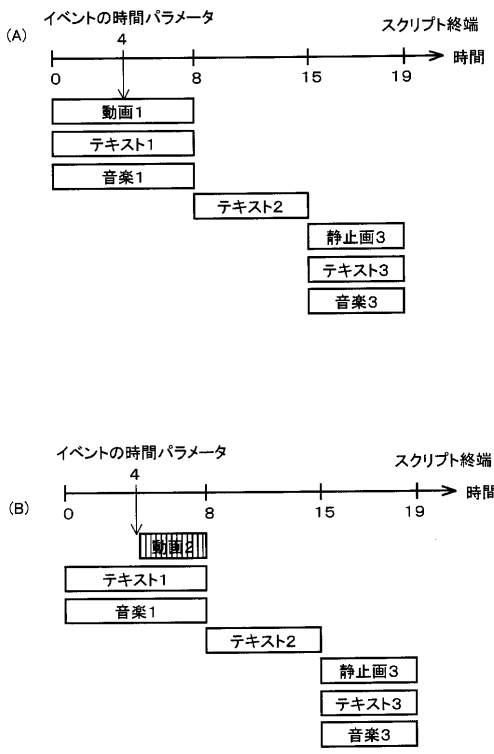 イベントの時間パラメータ
スクリプト終端
(A)
4
時間
0
8
15
19
動画1
テキスト1
音楽1
テキスト2
静止画3
テキスト3
音楽3
イベントの時間パラメータ
スクリプト終端
4
時間
(B)
0
8
15
19
動画2
テキスト1
音楽1
テキスト2
静止画3
テキスト3
音楽3